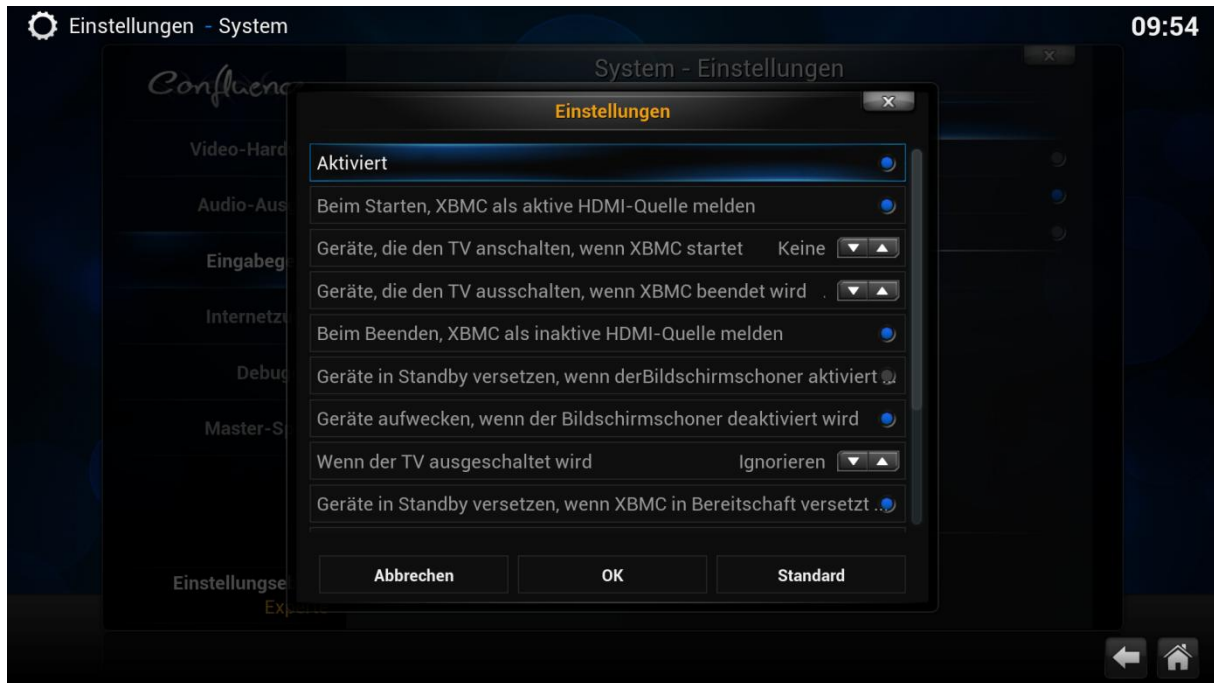 Einstellungen - System
09:54
Confluenc
System - Einstellungen
Einstellungen
Video-Hard
Audio-Aus
Eingabeg
Internetzu
Debug
Master-S
Einstellungse
Exp
Aktiviert
Beim Starten, XBMC als aktive HDMI-Quelle melden
Geräte, die den TV anschalten, wenn XBMC startet Keine
Geräte, die den TV ausschalten, wenn XBMC beendet wird .
Beim Beenden, XBMC als inaktive HDMI-Quelle melden
Geräte in Standby versetzen, wenn derBildschirmschoner aktiviert ...
Geräte aufwecken, wenn der Bildschirmschoner deaktiviert wird
Wenn der TV ausgeschaltet wird Ignorieren
Geräte in Standby versetzen, wenn XBMC in Bereitschaft versetzt ...
Abbrechen OK Standard